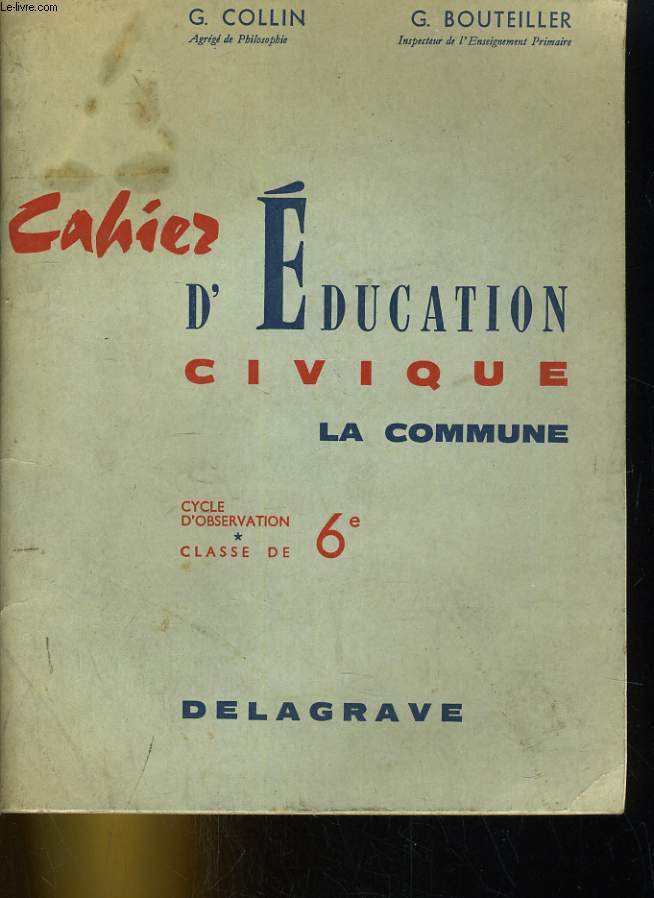 Le-livre.com
G. COLLIN
Agrégé de Philosophie
G. BOUTEILLER
Inspecteur de l'Enseignement Primaire
Cahier
D'ÉDUCATION
CIVIQUE
LA COMMUNE
CYCLE
D'OBSERVATION
*
CLASSE DE 6e
DELAGRAVE